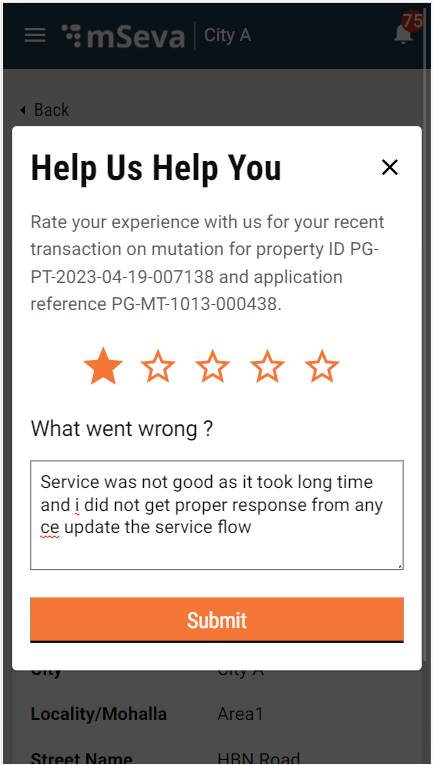 mSeva City A 75
Back
Help Us Help You
Rate your experience with us for your recent
transaction on mutation for property ID PG-
PT-2023-04-19-007138 and application
reference PG-MT-1013-000438.
What went wrong ?
Service was not good as it took long time
and i did not get proper response from any
ce update the service flow
Submit
City City A
Locality/Mohalla Area1
Street Name HBN Road